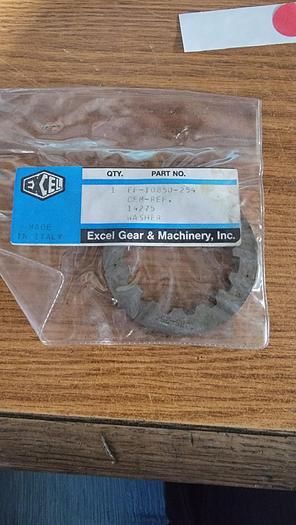 EXCEL
QTY. PART NO.
1 FF-10850-254
OEM-REF.
14275
WASHER
MADE
IN ITALY
Excel Gear & Machinery, Inc.